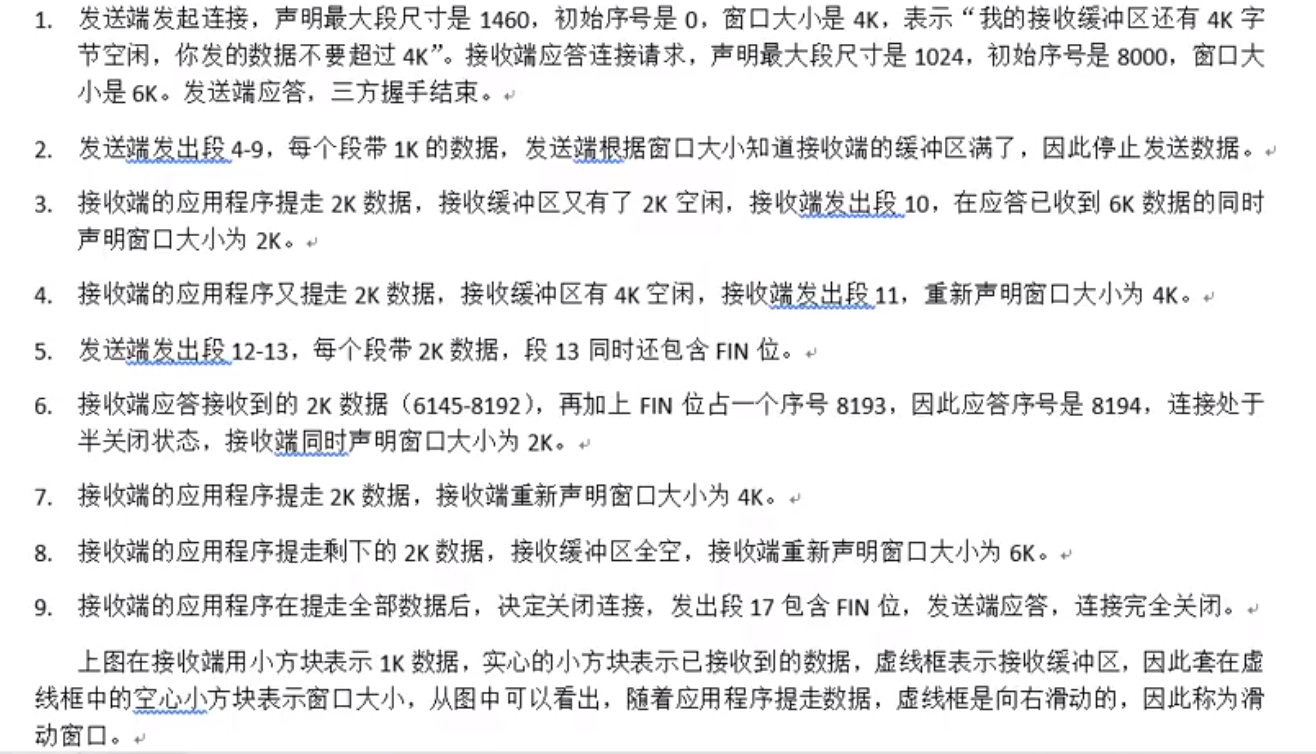 1. 发送端发起连接，声明最大段尺寸是 1460，初始序号是 0，窗口大小是 4K，表示“我的接收缓冲区还有 4K 字
节空闲，你发的数据不要超过 4K”。接收端应答连接请求，声明最大段尺寸是 1024，初始序号是 8000，窗口大
小是 6K。发送端应答，三方握手结束。
2. 发送端发出段 4-9，每个段带 1K 的数据，发送端根据窗口大小知道接收端的缓冲区满了，因此停止发送数据。
3. 接收端的应用程序提走 2K 数据，接收缓冲区又有了 2K 空闲，接收端发出段 10，在应答已收到 6K 数据的同时
声明窗口大小为 2K。
4. 接收端的应用程序又提走 2K 数据，接收缓冲区有 4K 空闲，接收端发出段 11，重新声明窗口大小为 4K。
5. 发送端发出段 12-13，每个段带 2K 数据，段 13 同时还包含 FIN 位。
6. 接收端应答接收到的 2K 数据（6145-8192），再加上 FIN 位占一个序号 8193，因此应答序号是 8194，连接处于
半关闭状态，接收端同时声明窗口大小为 2K。
7. 接收端的应用程序提走 2K 数据，接收端重新声明窗口大小为 4K。
8. 接收端的应用程序提走剩下的 2K 数据，接收缓冲区全空，接收端重新声明窗口大小为 6K。
9. 接收端的应用程序在提走全部数据后，决定关闭连接，发出段 17 包含 FIN 位，发送端应答，连接完全关闭。
上图在接收端用小方块表示 1K 数据，实心的小方块表示已接收到的数据，虚线框表示接收缓冲区，因此套在虚
线框中的空心小方块表示窗口大小，从图中可以看出，随着应用程序提走数据，虚线框是向右滑动的，因此称为滑
动窗口。